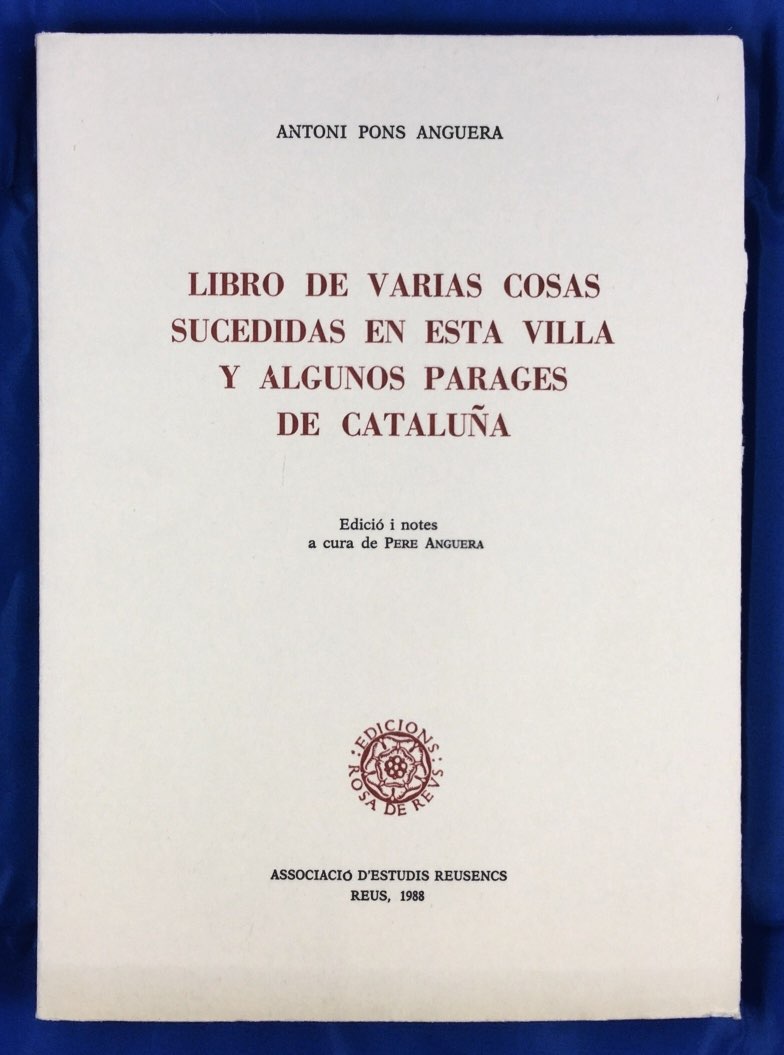 ANTONI PONS ANGUERA
LIBRO DE VARIAS COSAS
SUCEDIDAS EN ESTA VILLA
Y ALGUNOS PARAGES
DE CATALUÑA
Edició i notes
a cura de PERE ANGUERA
· EDICIONS :
ROSA DE REVS
ASSOCIACIÓ D'ESTUDIS REUSENCS
REUS, 1988